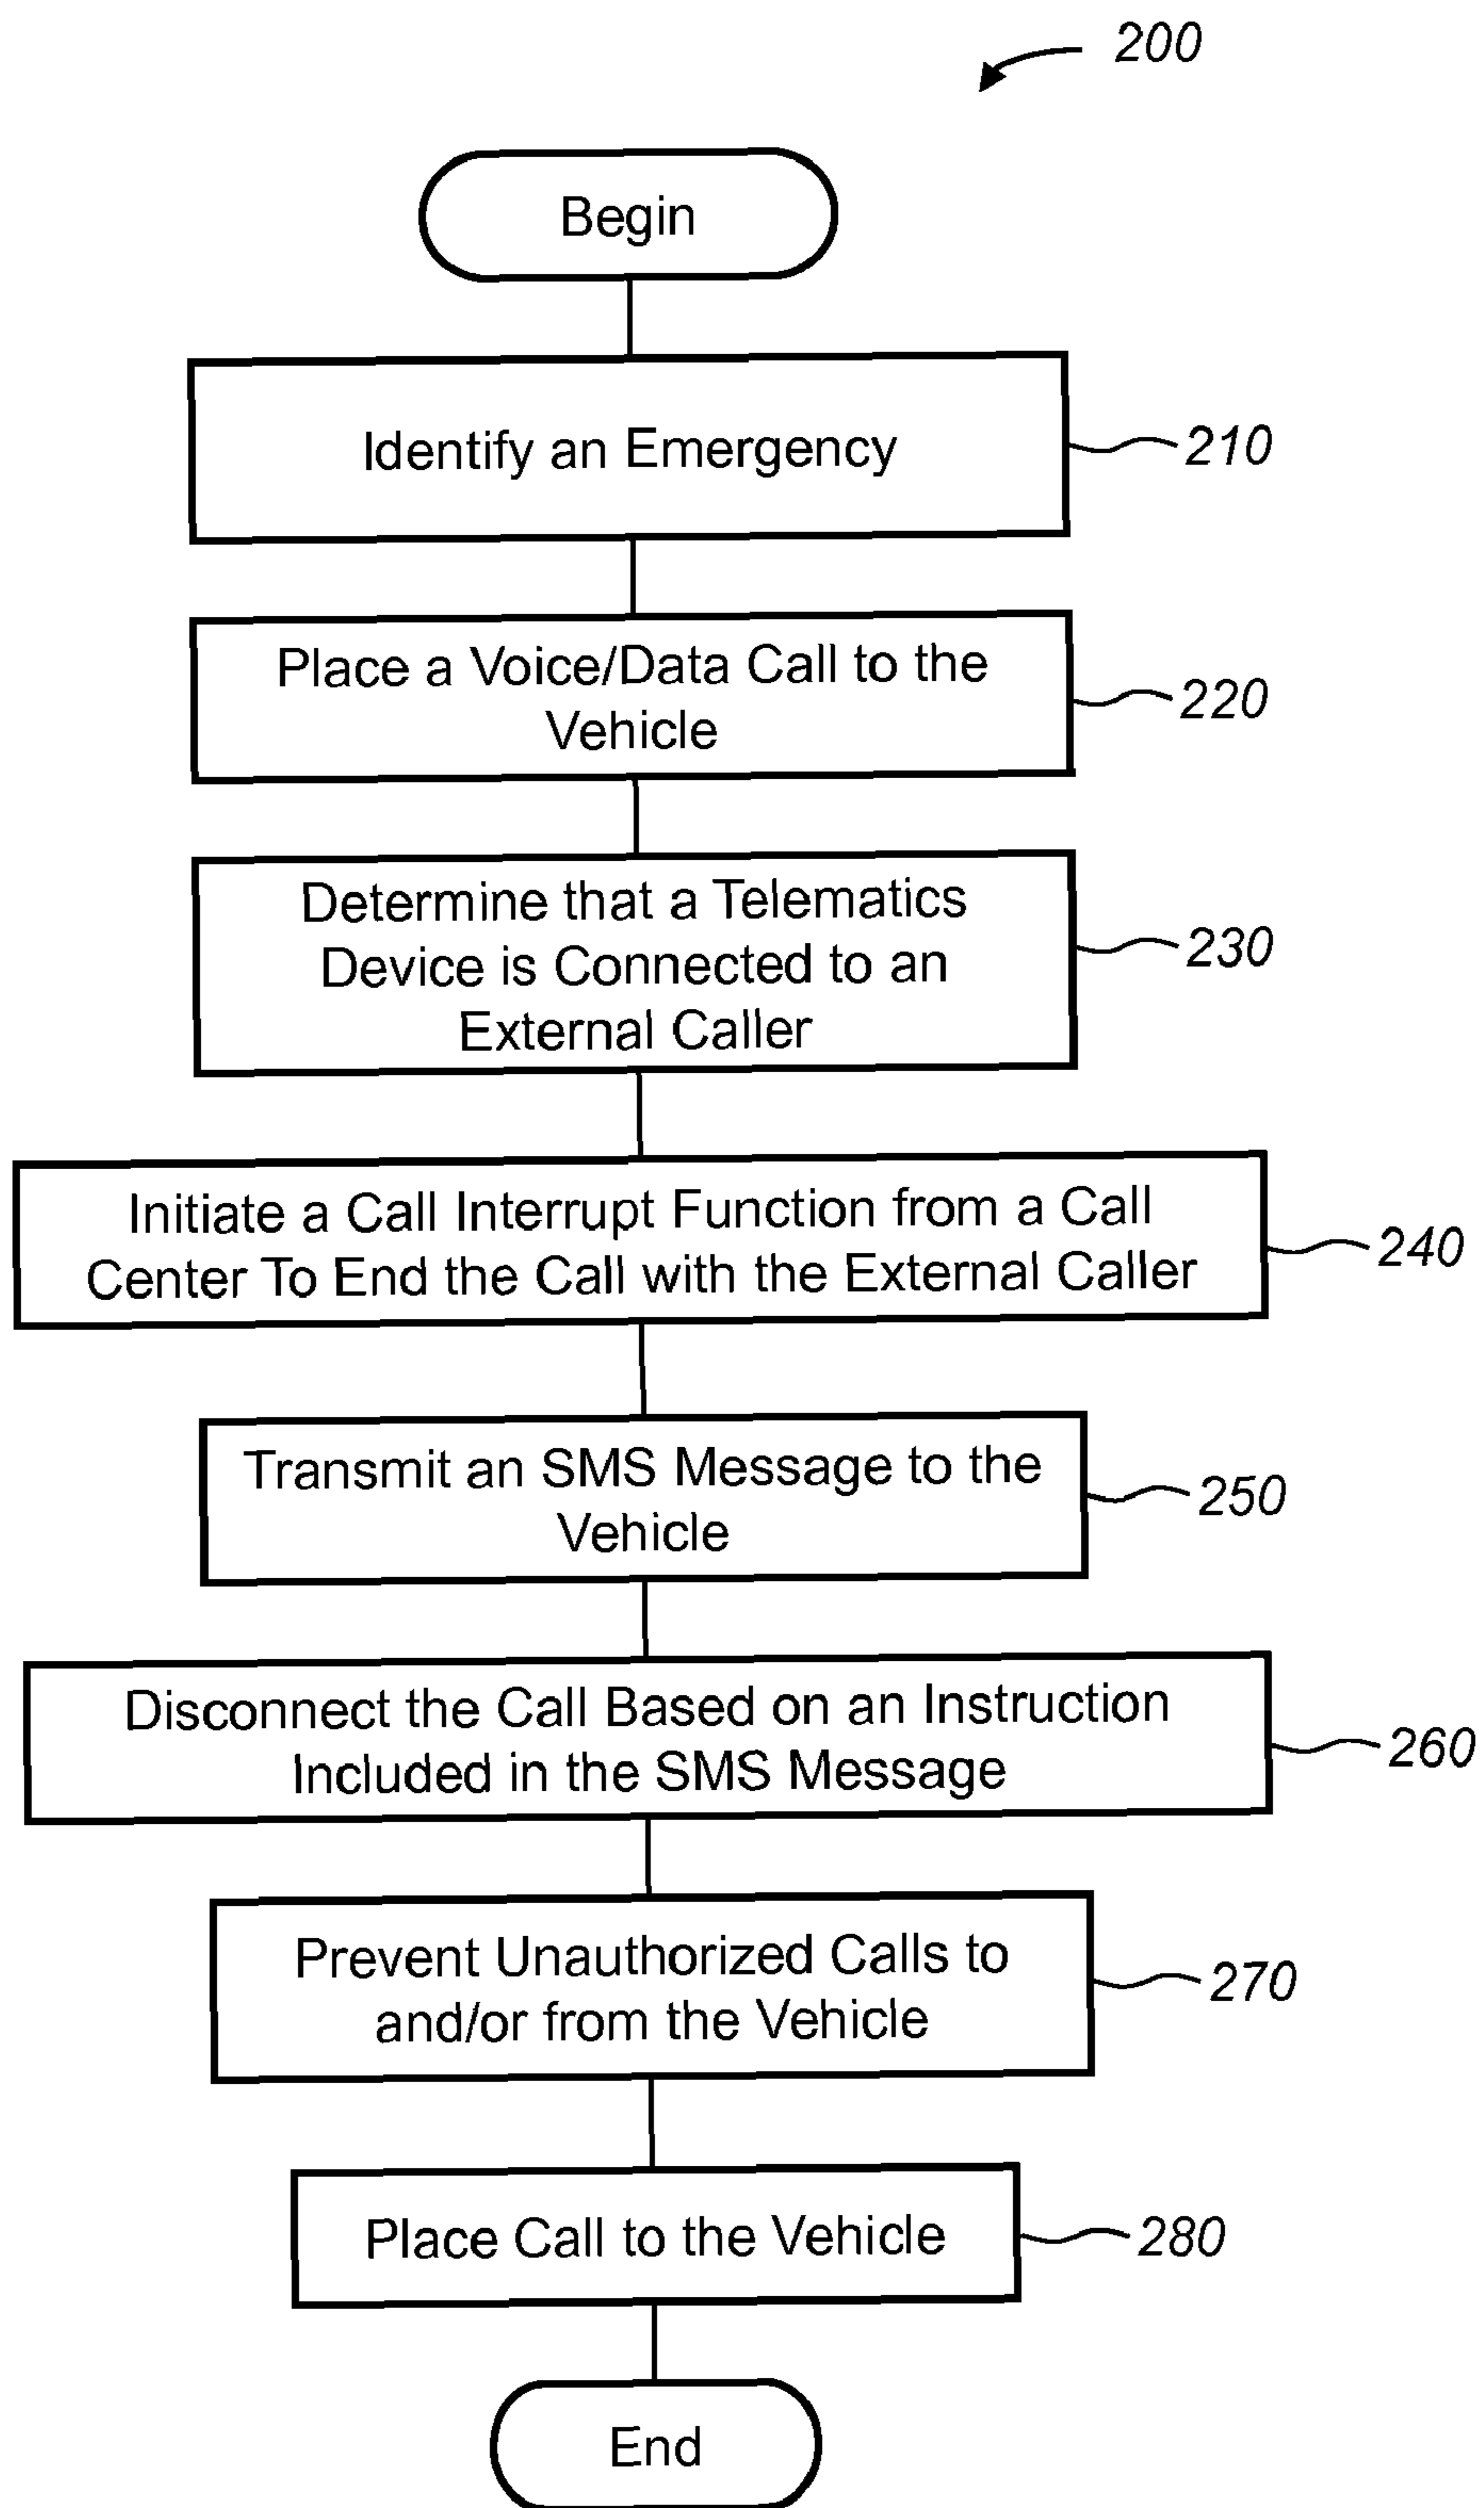 200
Begin
Identify an Emergency
210
Place a Voice/Data Call to the
Vehicle
220
Determine that a Telematics
Device is Connected to an
External Caller
230
Initiate a Call Interrupt Function from a Call
Center To End the Call with the External Caller
240
Transmit an SMS Message to the
Vehicle
250
Disconnect the Call Based on an Instruction
Included in the SMS Message
260
Prevent Unauthorized Calls to
and/or from the Vehicle
270
Place Call to the Vehicle
280
End